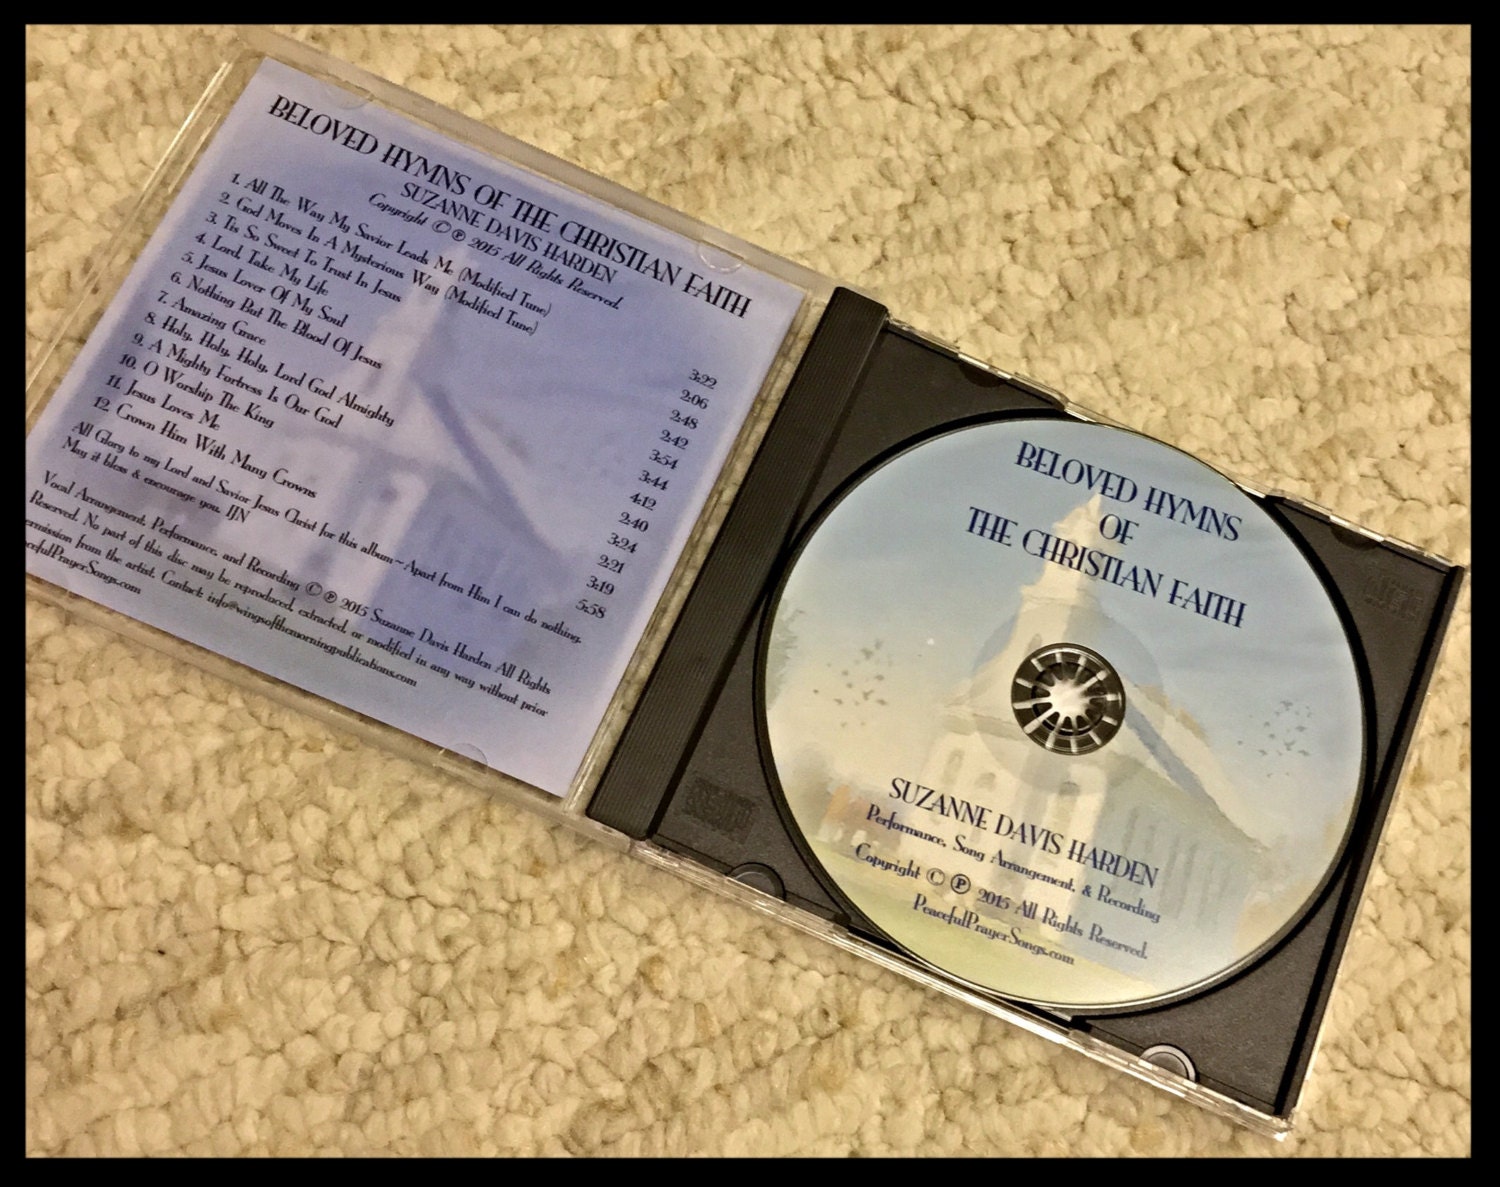 BELOVED HYMNS OF THE CHRISTIAN FAITH
SUZANNE DAVIS HARDEN
Copyright © ℗ 2015 All Rights Reserved.
1. All The Way My Savior Leads Me (Modified Tune) 3:22
2. God Moves In A Mysterious Way (Modified Tune) 2:06
3. Tis So Sweet To Trust In Jesus 2:48
4. Lord, Take My Life 2:42
5. Jesus Lover Of My Soul 3:54
6. Nothing But The Blood Of Jesus 3:44
7. Amazing Grace 4:12
8. Holy, Holy, Holy, Lord God Almighty 2:40
9. A Mighty Fortress Is Our God 3:24
10. O Worship The King 2:21
11. Jesus Loves Me 3:19
12. Crown Him With Many Crowns 5:58
All Glory to my Lord and Savior Jesus Christ for this album ~ Apart from Him I can do nothing.
May it bless & encourage you, IJN
Vocal Arrangement, Performance, and Recording © ℗ 2015 Suzanne Davis Harden All Rights
Reserved. No part of this disc may be reproduced, extracted, or modified in any way without prior
ermission from the artist. Contact: info@wingsofthemorningpublications.com
cefulPrayerSongs.com
BELOVED HYMNS
OF
THE CHRISTIAN FAITH
SUZANNE DAVIS HARDEN
Performance, Song Arrangement, & Recording
Copyright © ℗ 2015 All Rights Reserved.
PeacefulPrayerSongs.com